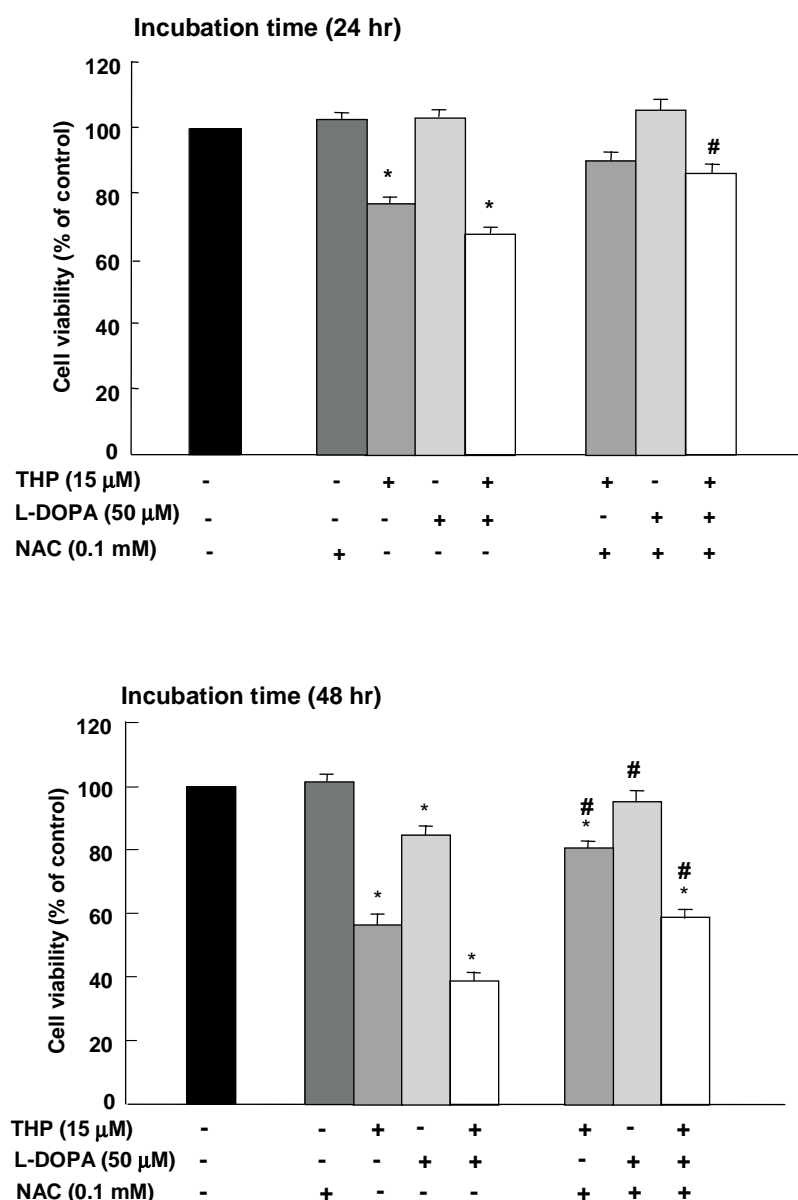 Incubation time (24 hr)
Cell viability (% of control)
120
100
80
60
40
20
0
*
*
#
THP (15 μM) - - + - + + - +
L-DOPA (50 μM) - - - + + - + +
NAC (0.1 mM) - + - - - + + +
Incubation time (48 hr)
Cell viability (% of control)
120
100
80
60
40
20
0
*
*
*
#
*
#
#
*
THP (15 μM) - - + - + + - +
L-DOPA (50 μM) - - - + + - + +
NAC (0.1 mM) - + - - - + + +